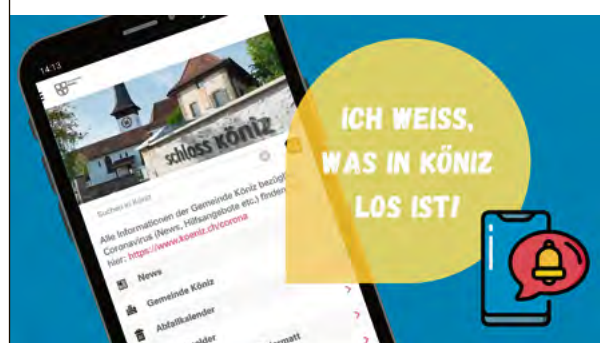 14:13
schloss KÖNIZ
Suchen in Köniz
Alle Informationen der Gemeinde Köniz bezügl
Coronavirus (News, Hilfsangebote etc.) finden
hier: https://www.koeniz.ch/corona
News
Gemeinde Köniz
Abfallkalender
ICH WEISS,
WAS IN KÖNIZ
LOS IST!